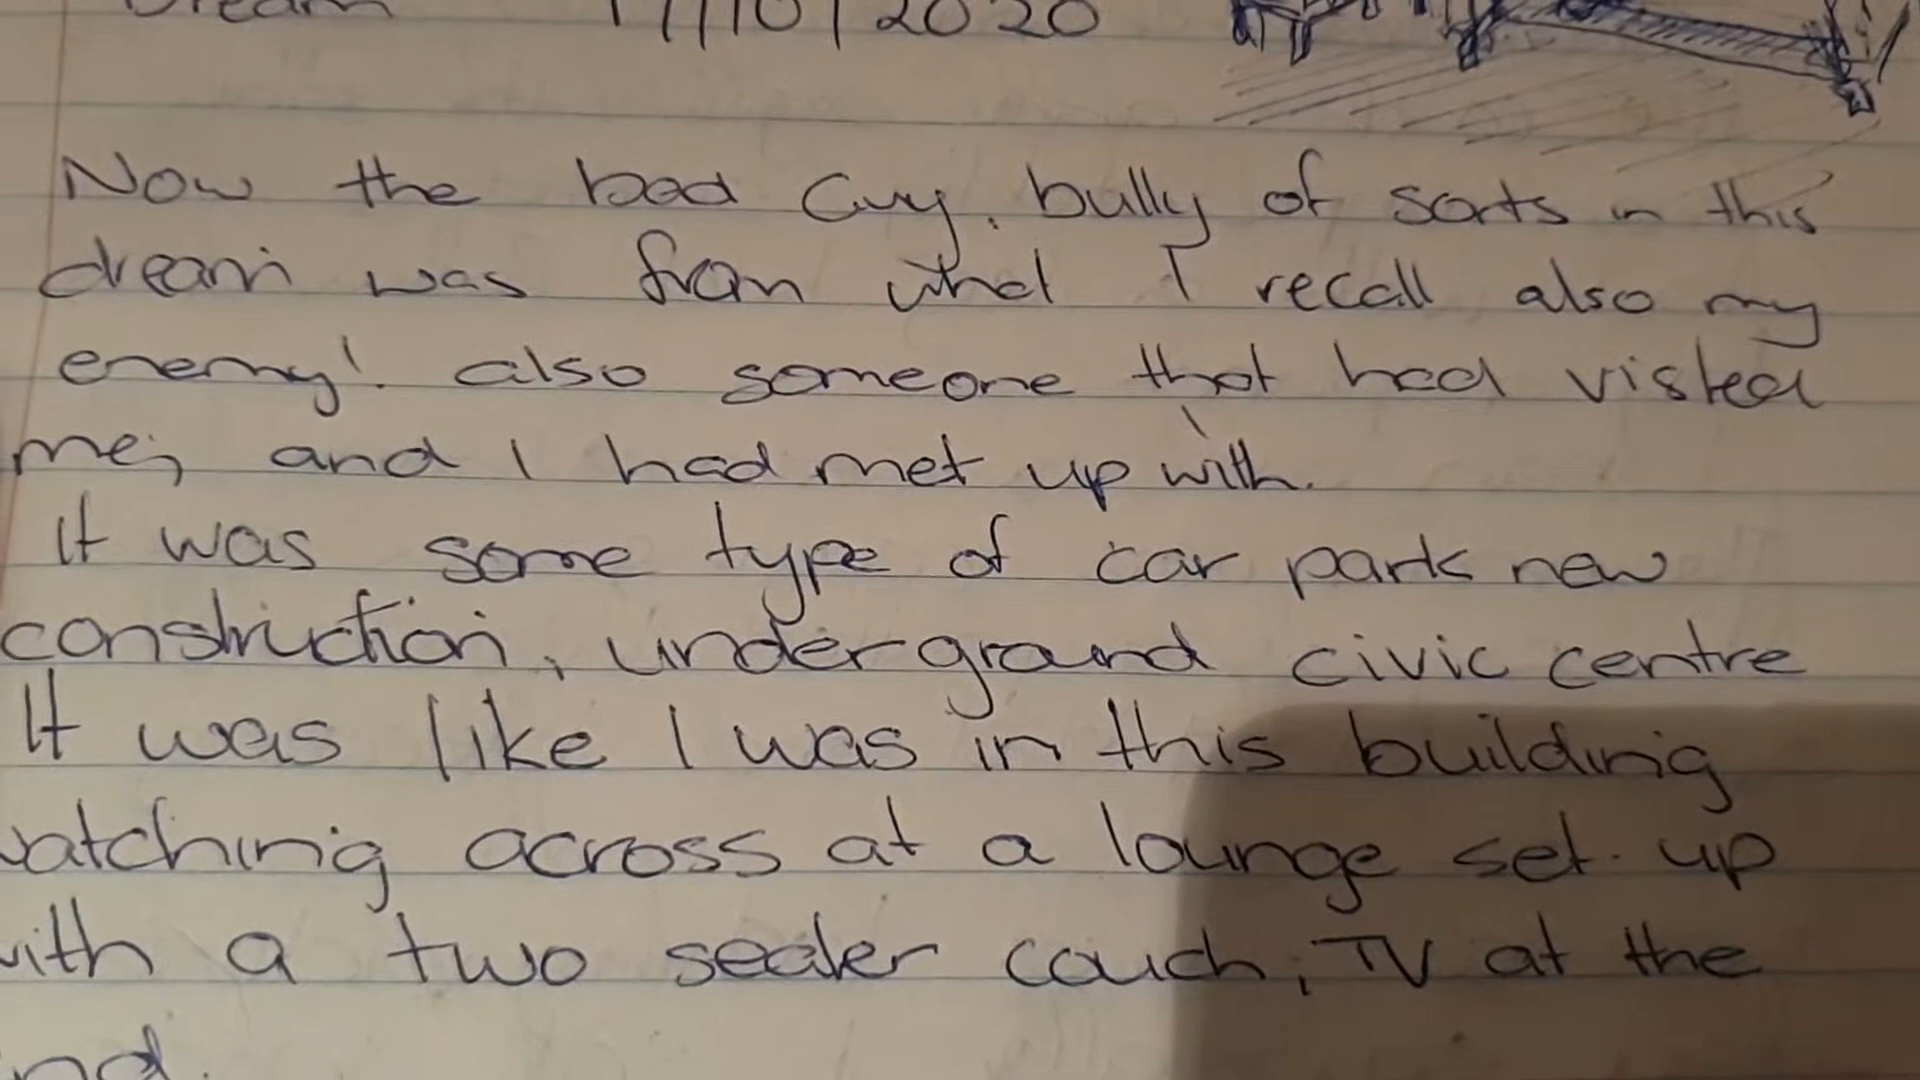 Dream /10/2020
Now the bad Guy, bully of sorts in this
dream was from what I recall also my
enemy! also someone that had visted
me, and I had met up with.
It was some type of car park new
construction, underground civic centre
It was like I was in this building
watching across at a lounge set up
with a two seater couch, TV at the